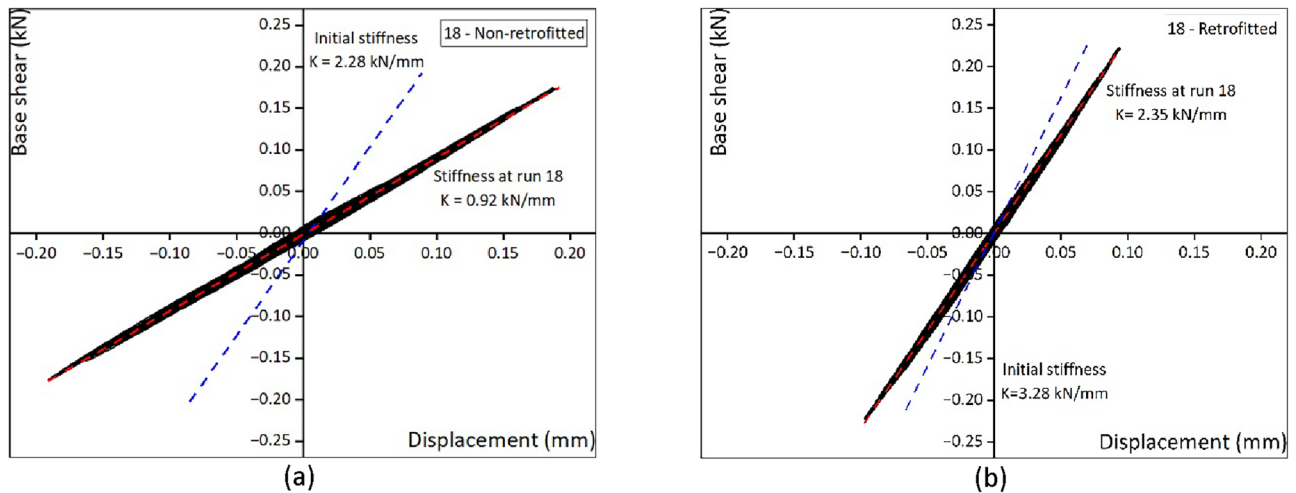 0.25
0.20
0.15
0.10
0.05
0.00
−0.05
−0.10
−0.15
−0.20
−0.25
−0.20 −0.15 −0.10 −0.05 0.00 0.05 0.10 0.15 0.20
Base shear (kN)
Displacement (mm)
18 - Non-retrofitted
Initial stiffness
K = 2.28 kN/mm
Stiffness at run 18
K = 0.92 kN/mm
(a)
0.25
0.20
0.15
0.10
0.05
0.00
−0.05
−0.10
−0.15
−0.20
−0.25
−0.20 −0.15 −0.10 −0.05 0.00 0.05 0.10 0.15 0.20
Base shear (kN)
Displacement (mm)
18 - Retrofitted
Stiffness at run 18
K= 2.35 kN/mm
Initial stiffness
K=3.28 kN/mm
(b)